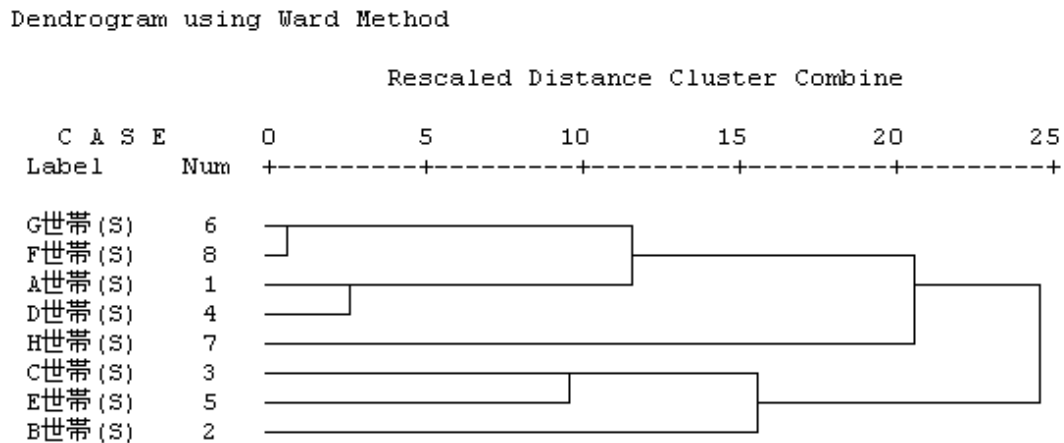 Dendrogram using Ward Method
Rescaled Distance Cluster Combine
C A S E 0 5 10 15 20 25
Label Num +---------+---------+---------+---------+---------+
G世帯(S) 6
F世帯(S) 8
A世帯(S) 1
D世帯(S) 4
H世帯(S) 7
C世帯(S) 3
E世帯(S) 5
B世帯(S) 2